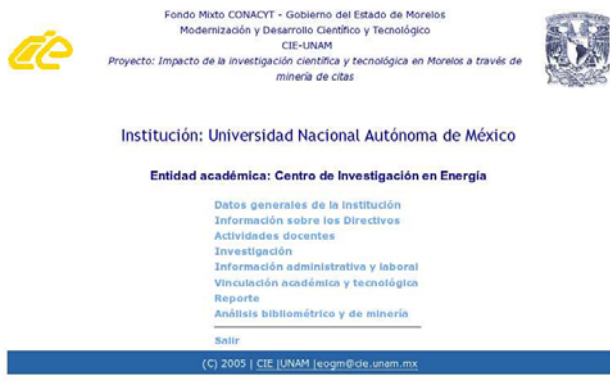 Fondo Mixto CONACYT - Gobierno del Estado de Morelos
Modernización y Desarrollo Científico y Tecnológico
CIE-UNAM
Proyecto: Impacto de la investigación científica y tecnológica en Morelos a través de
minería de citas
cie
Institución: Universidad Nacional Autónoma de México
Entidad académica: Centro de Investigación en Energía
Datos generales de la institución
Información sobre los Directivos
Actividades docentes
Investigación
Información administrativa y laboral
Vinculación académica y tecnológica
Reporte
Análisis bibliométrico y de minería
Salir
(C) 2005 | CIE |UNAM |eogm@cie.unam.mx